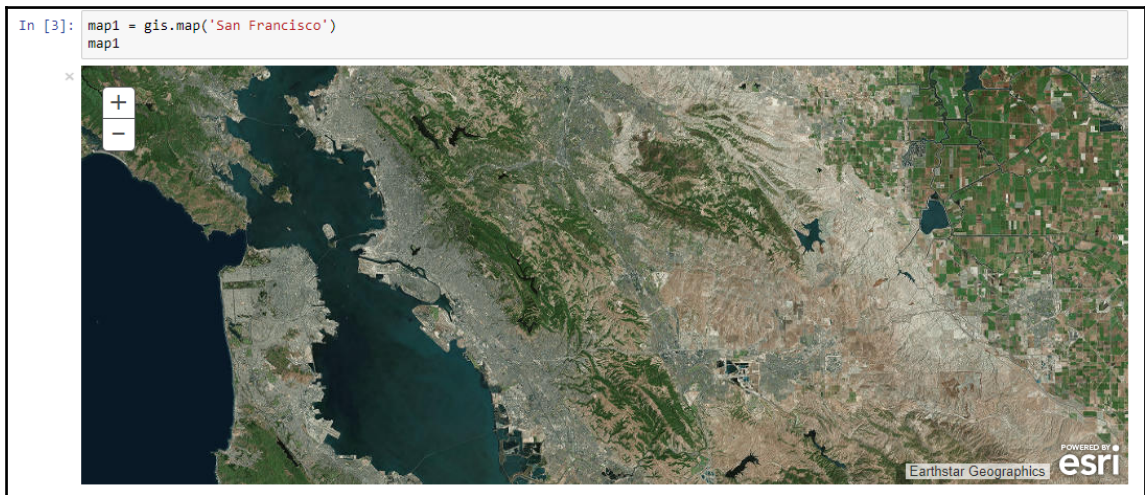 In [3]: map1 = gis.map('San Francisco')
map1
×
+
−
POWERED BY
esri
Earthstar Geographics